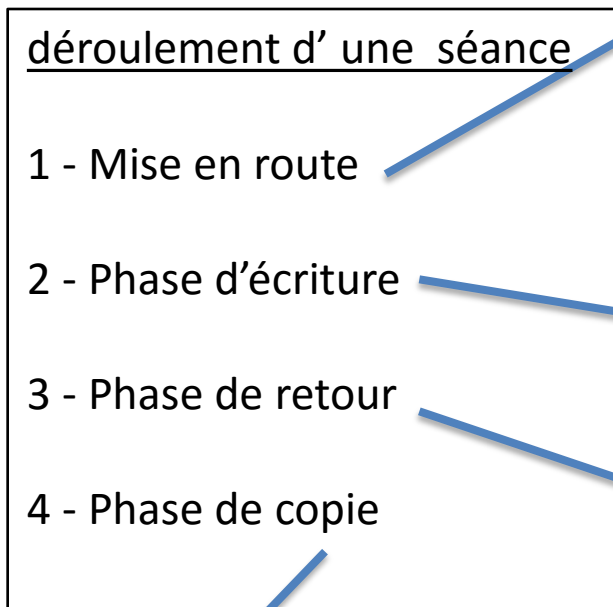 déroulement d’ une séance
1 - Mise en route
2 - Phase d’écriture
3 - Phase de retour
4 - Phase de copie